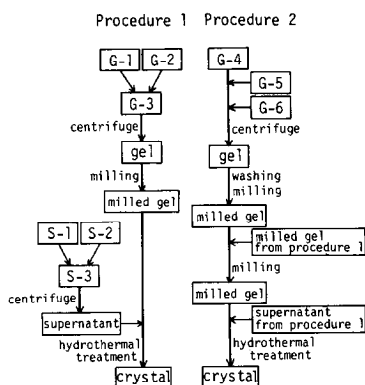 Procedure 1 Procedure 2
G-1 G-2
G-3
centrifuge
gel
milling
milled gel
S-1 S-2
S-3
centrifuge
supernatant
hydrothermal
treatment
crystal
G-4
G-5
G-6
centrifuge
gel
washing
milling
milled gel
milled gel
from procedure 1
milling
milled gel
supernatant
from procedure 1
hydrothermal
treatment
crystal